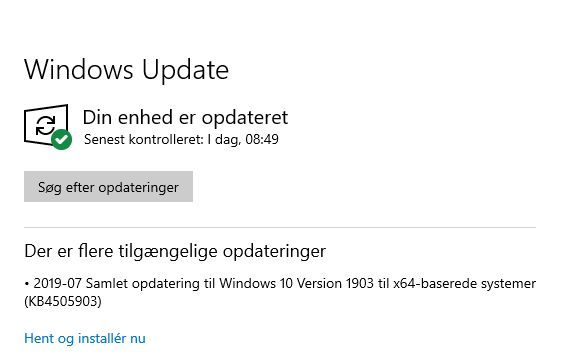 Windows Update
Din enhed er opdateret
Senest kontrolleret: I dag, 08:49
Søg efter opdateringer
Der er flere tilgængelige opdateringer
• 2019-07 Samlet opdatering til Windows 10 Version 1903 til x64-baserede systemer
(KB4505903)
Hent og installér nu